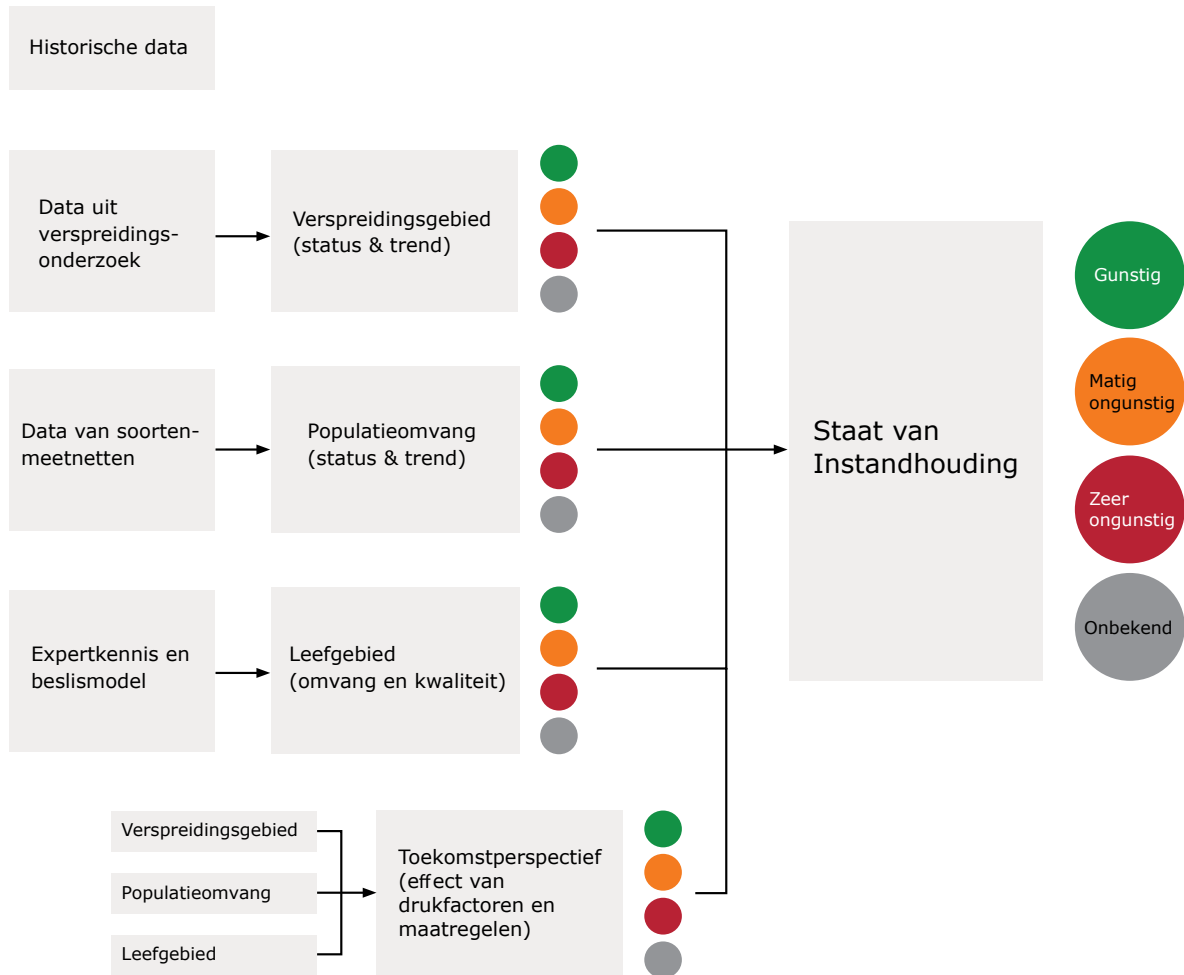 Historische data
Data uit
verspreidings-
onderzoek
Verspreidingsgebied
(status & trend)
Data van soorten-
meetnetten
Populatieomvang
(status & trend)
Expertkennis en
beslismodel
Leefgebied
(omvang en kwaliteit)
Verspreidingsgebied
Populatieomvang
Leefgebied
Toekomstperspectief
(effect van
drukfactoren en
maatregelen)
Staat van
Instandhouding
Gunstig
Matig
ongunstig
Zeer
ongunstig
Onbekend